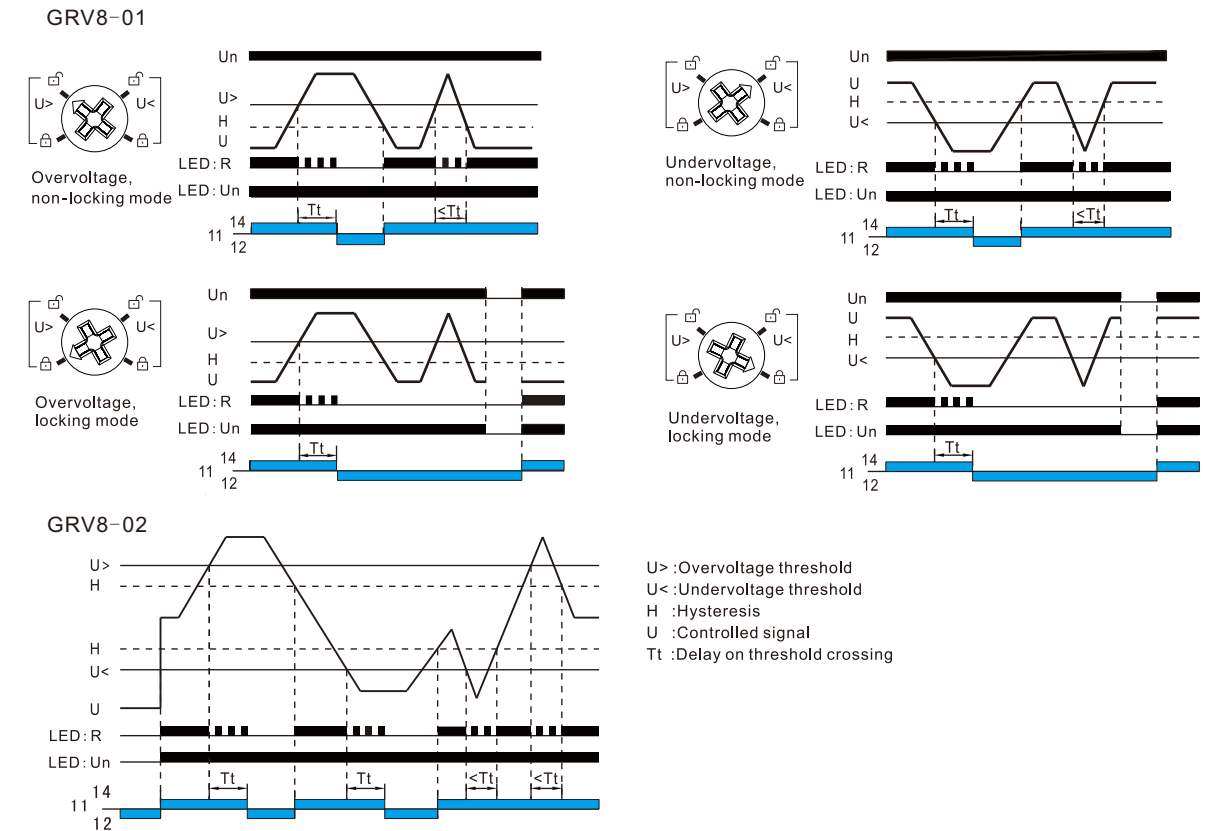 GRV8-01
U>
U<
Overvoltage,
non-locking mode
Un
U>
H
U
LED:R
LED:Un
Tt
<Tt
14
11
12
U>
U<
Undervoltage,
non-locking mode
Un
U
H
U<
LED:R
LED:Un
Tt
<Tt
14
11
12
U>
U<
Overvoltage,
locking mode
Un
U>
H
U
LED:R
LED:Un
Tt
14
11
12
U>
U<
Undervoltage,
locking mode
Un
U
H
U<
LED:R
LED:Un
Tt
14
11
12
GRV8-02
U>
H
H
U<
U
LED:R
LED:Un
Tt
Tt
<Tt
<Tt
14
11
12
U> :Overvoltage threshold
U< :Undervoltage threshold
H :Hysteresis
U :Controlled signal
Tt :Delay on threshold crossing